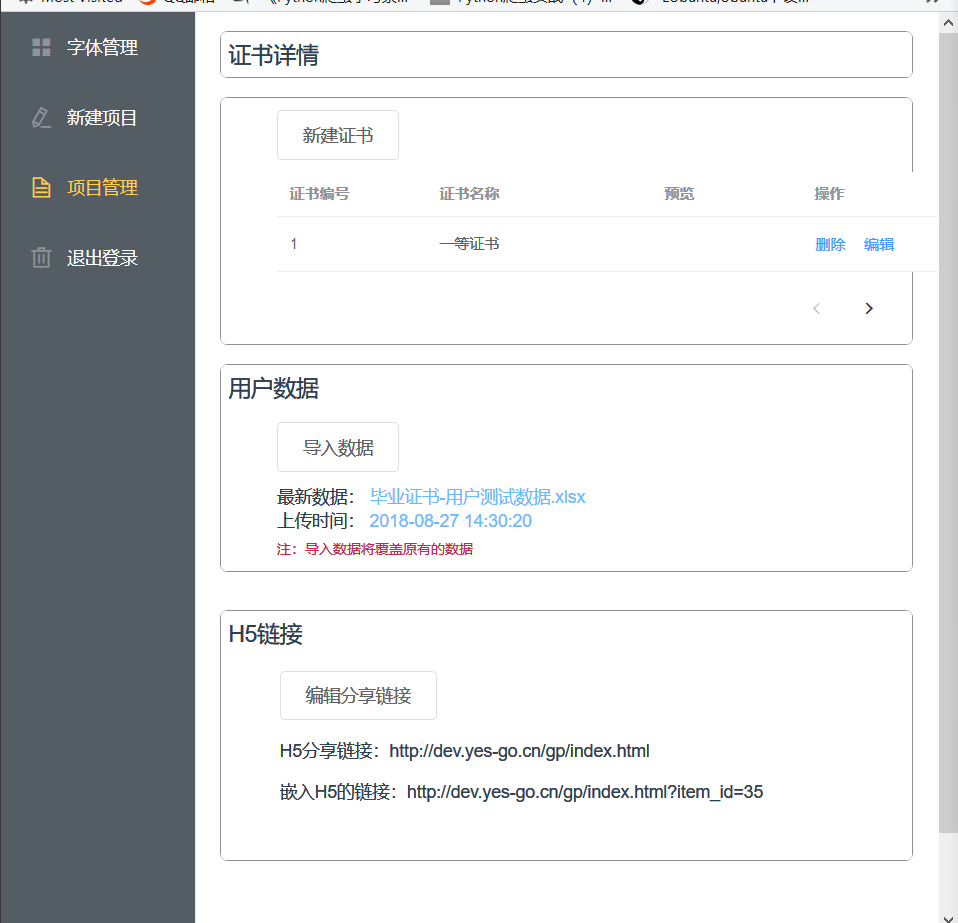 Most Visited
字体管理
新建项目
项目管理
退出登录
证书详情
新建证书
证书编号 证书名称 预览 操作
1 一等证书 删除 编辑
用户数据
导入数据
最新数据： 毕业证书-用户测试数据.xlsx
上传时间： 2018-08-27 14:30:20
注：导入数据将覆盖原有的数据
H5链接
编辑分享链接
H5分享链接：http://dev.yes-go.cn/gp/index.html
嵌入H5的链接：http://dev.yes-go.cn/gp/index.html?item_id=35